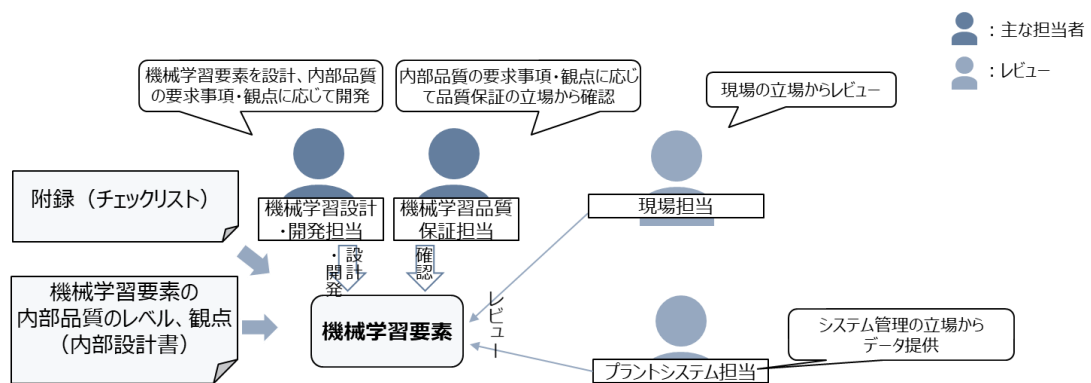 ：主な担当者
：レビュー
機械学習要素を設計、内部品質
の要求事項・観点に応じて開発
内部品質の要求事項・観点に応じ
て品質保証の立場から確認
現場の立場からレビュー
附録（チェックリスト）
機械学習設計
・開発担当
機械学習品質
保証担当
現場担当
設計
・開発
確認
機械学習要素の
内部品質のレベル、観点
（内部設計書）
機械学習要素
レビュー
システム管理の立場から
データ提供
プラントシステム担当